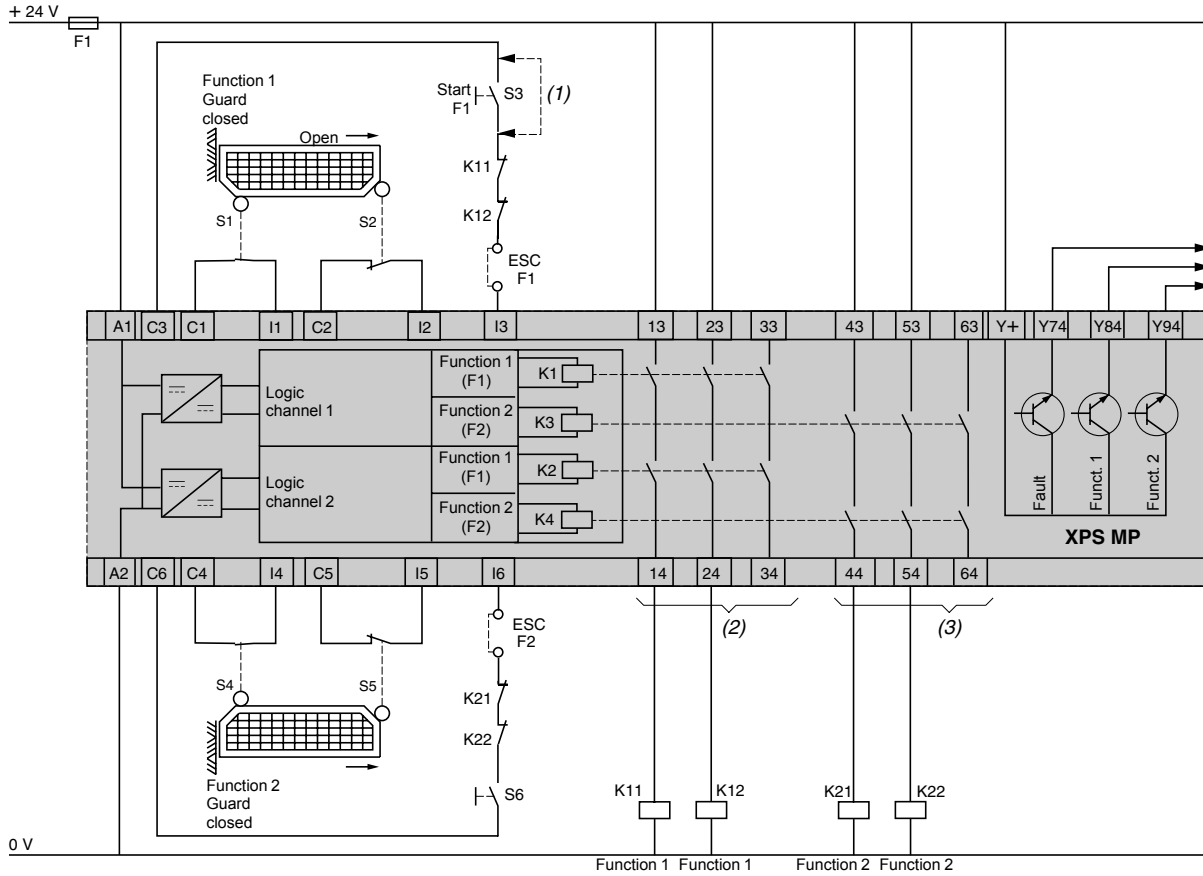 + 24 V
F1
Function 1
Guard
closed
Open
S1
S2
Start
F1
S3
(1)
K11
K12
ESC
F1
A1 C3 C1 I1 C2 I2 I3 13 23 33 43 53 63 Y+ Y74 Y84 Y94
Logic
channel 1
Function 1
(F1)
K1
Function 2
(F2)
K3
Logic
channel 2
Function 1
(F1)
K2
Function 2
(F2)
K4
Fault
Funct. 1
Funct. 2
XPS MP
A2 C6 C4 I4 C5 I5 I6 14 24 34 44 54 64
(2)
(3)
ESC
F2
S4
S5
K21
K22
Function 2
Guard
closed
S6
K11 K12 K21 K22
0 V
Function 1 Function 1 Function 2 Function 2